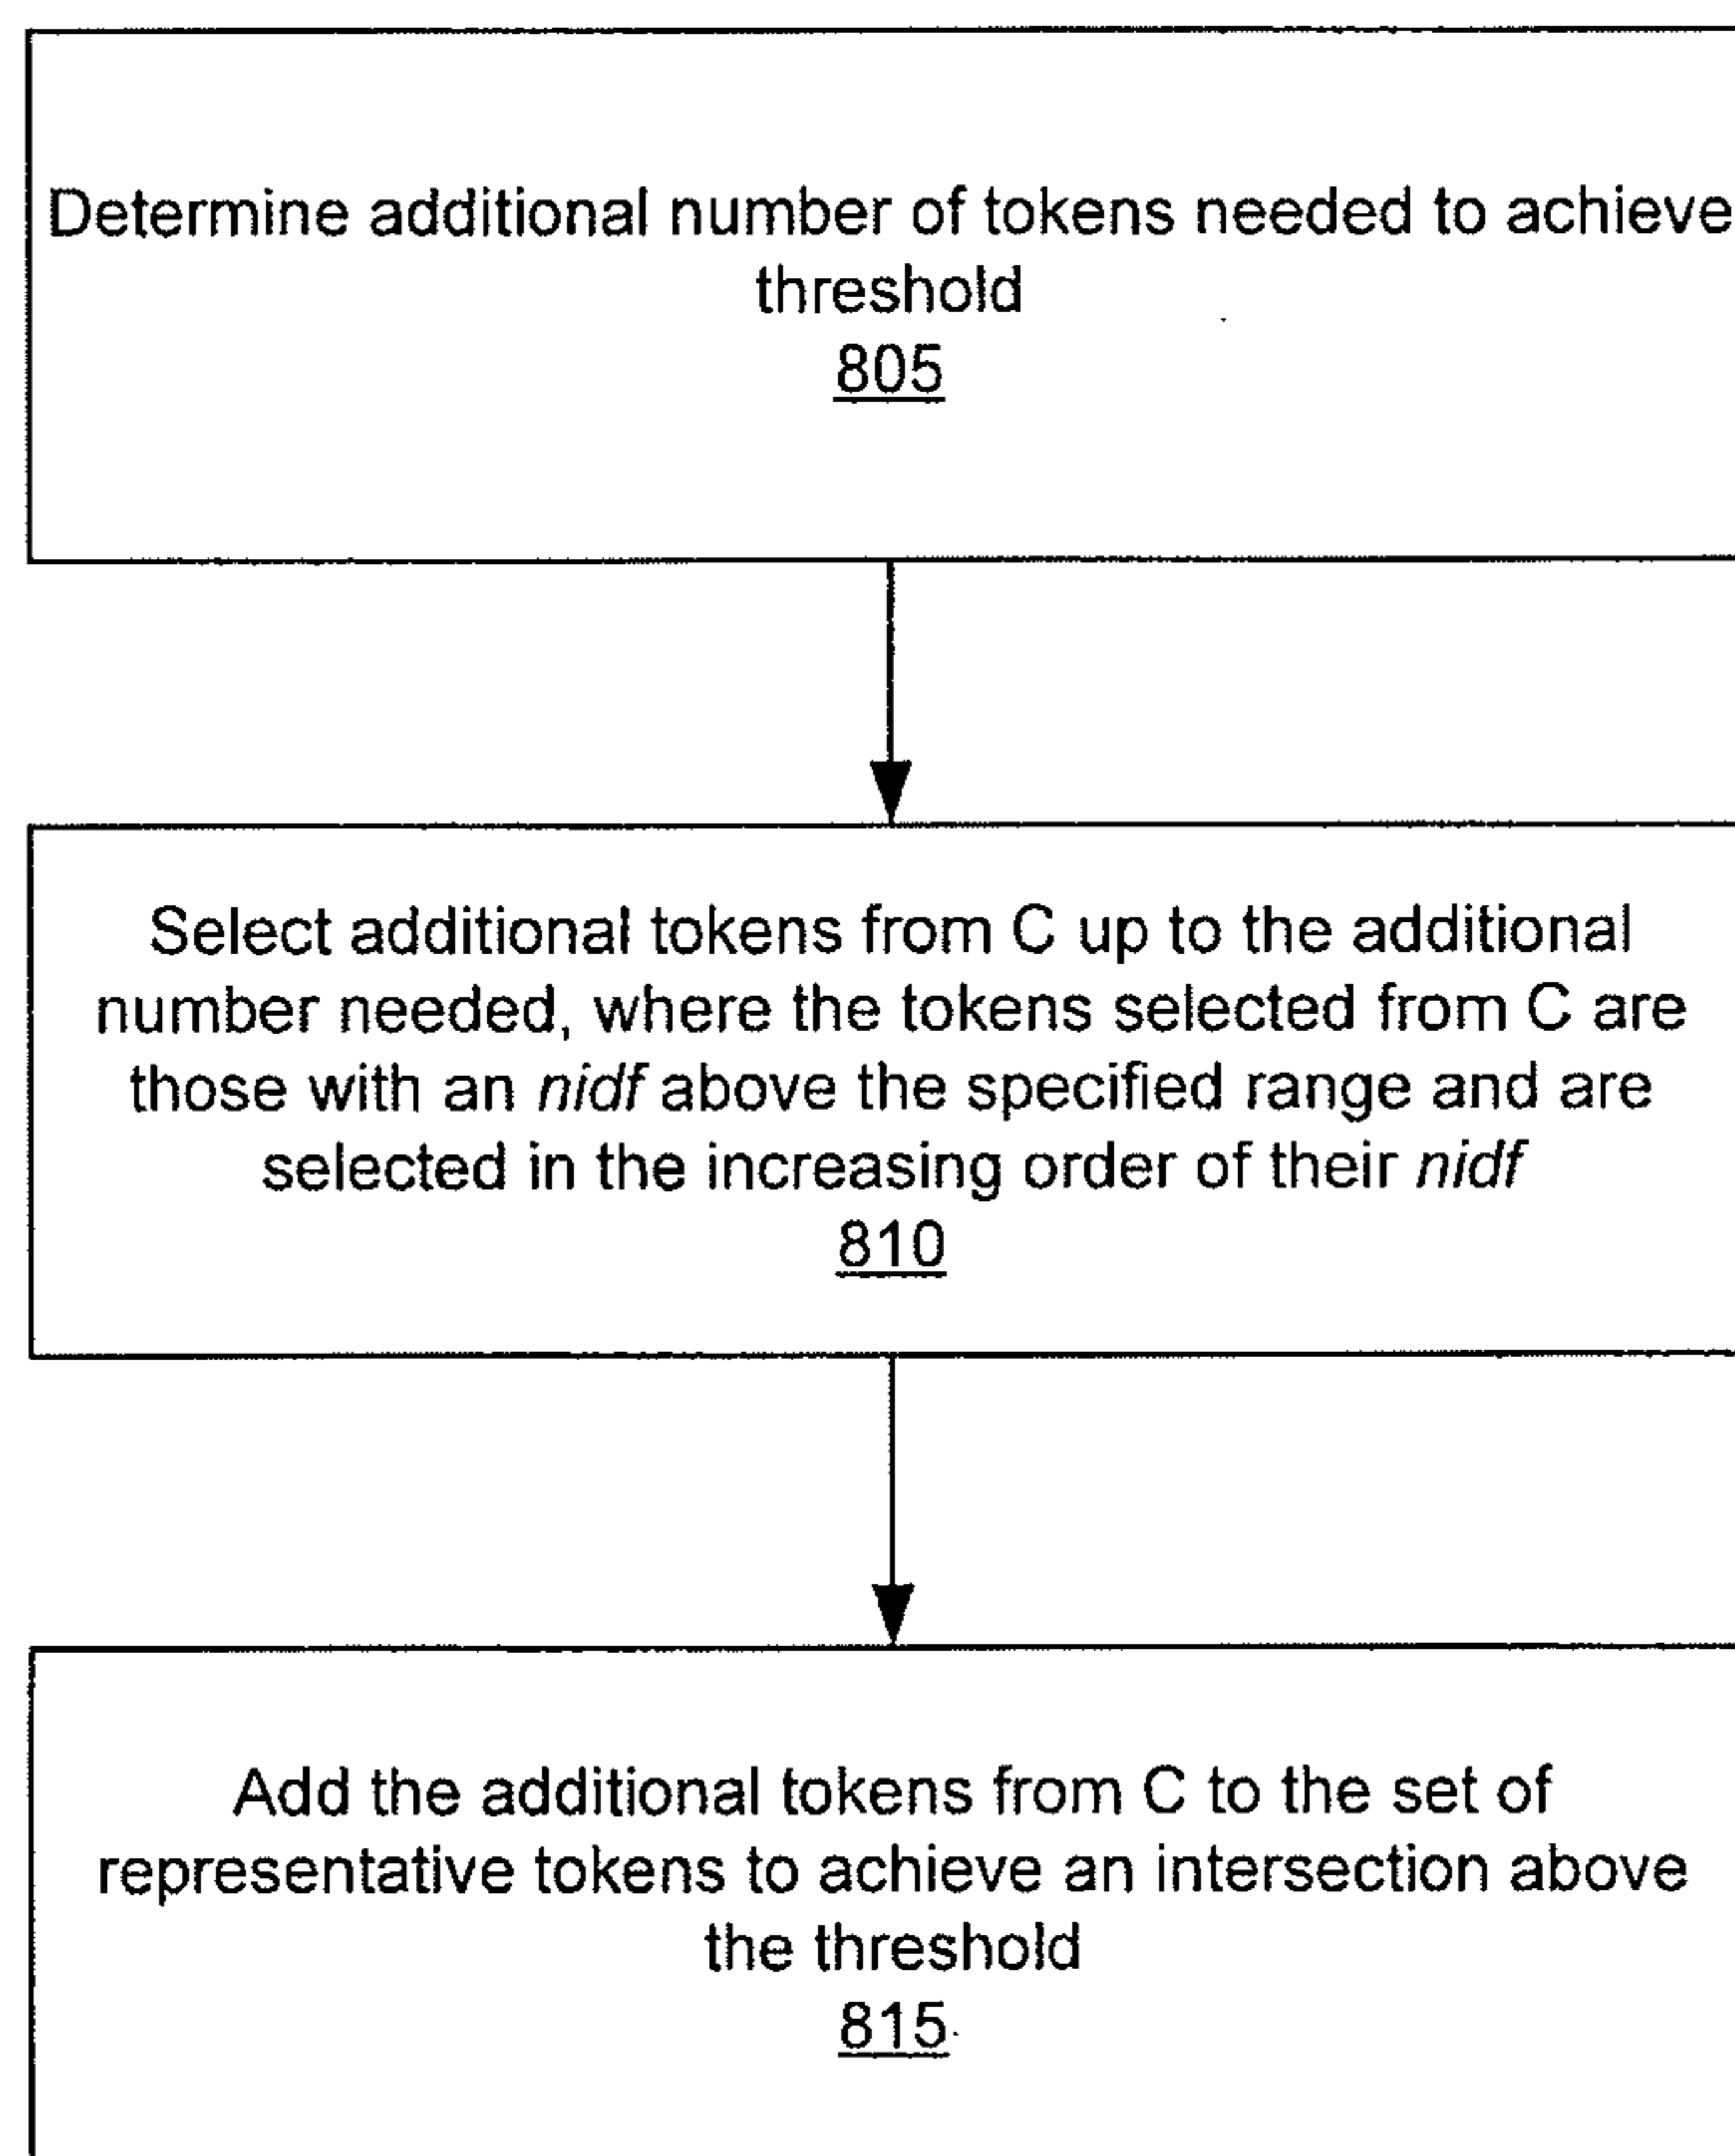 Determine additional number of tokens needed to achieve
threshold
805
Select additional tokens from C up to the additional
number needed, where the tokens selected from C are
those with an nidf above the specified range and are
selected in the increasing order of their nidf
810
Add the additional tokens from C to the set of
representative tokens to achieve an intersection above
the threshold
815